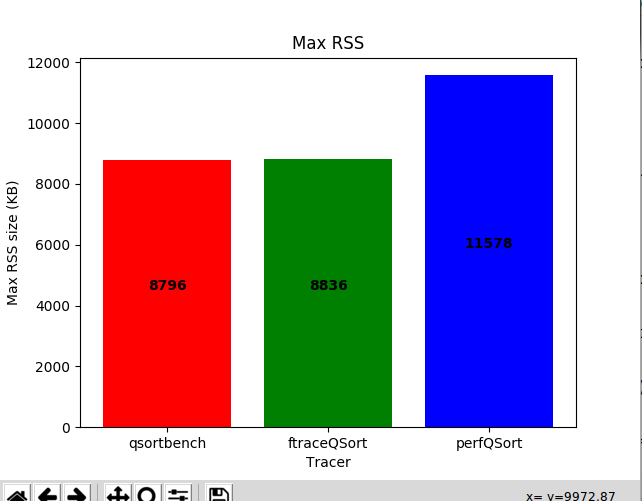 Max RSS
12000
10000
8000
6000
4000
2000
0
Max RSS size (KB)
8796
8836
11578
qsortbench
ftraceQSort
perfQSort
Tracer
x= y=9972.87